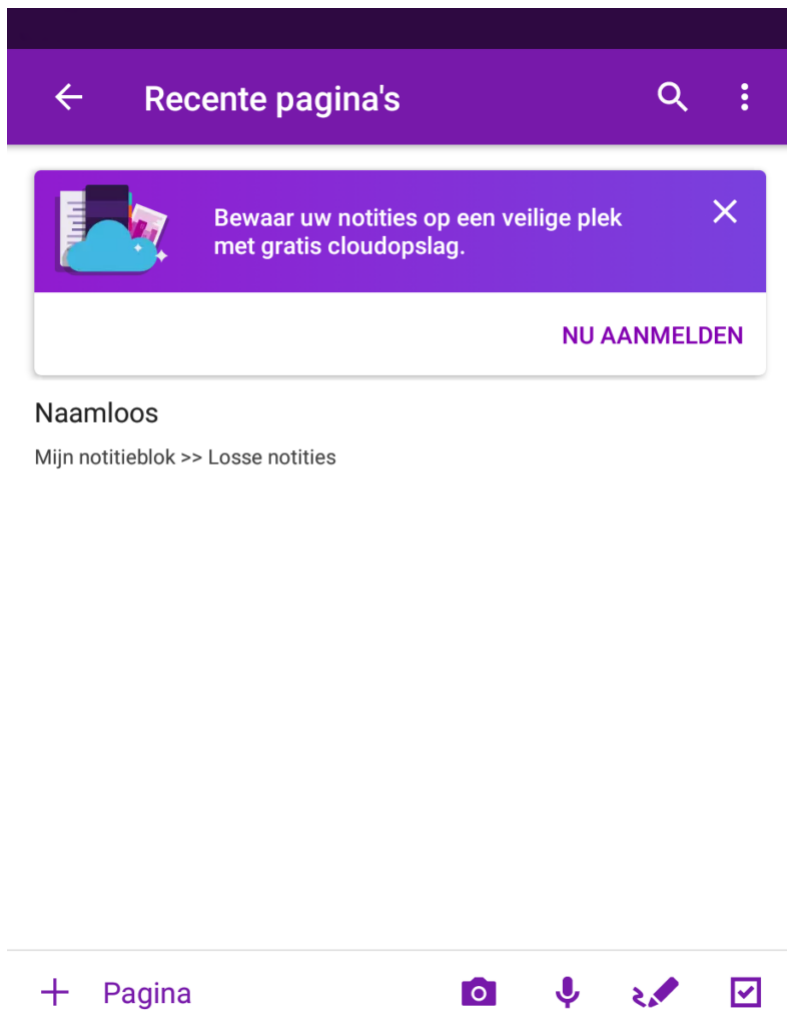 Recente pagina's
Bewaar uw notities op een veilige plek
met gratis cloudopslag.
NU AANMELDEN
Naamloos
Mijn notitieblok >> Losse notities
Pagina